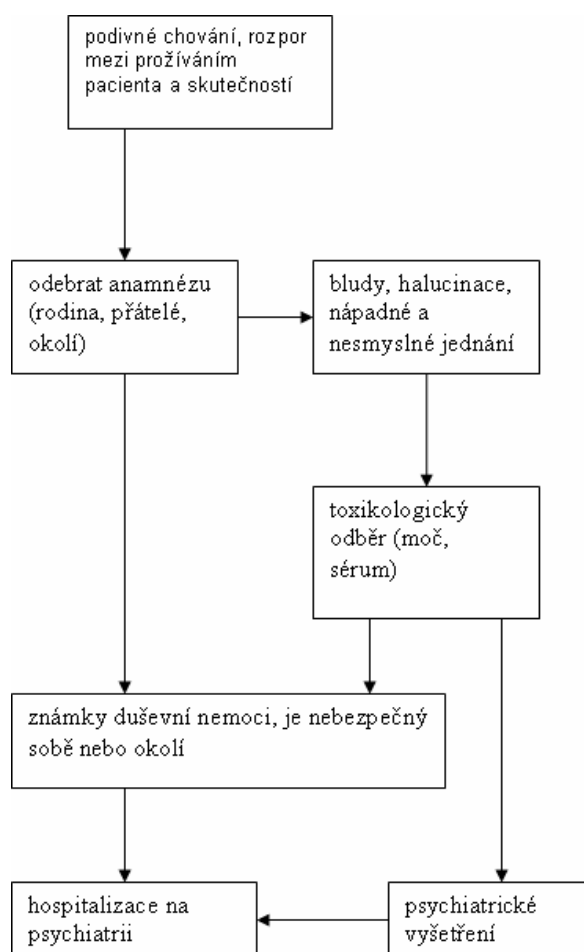 podivné chování, rozpor
mezi prožíváním
pacienta a skutečností
odebrat anamnézu
(rodina, přátelé,
okolí)
bludy, halucinace,
nápadné a
nesmyslné jednání
toxikologický
odběr (moč,
sérum)
známky duševní nemoci, je nebezpečný
sobě nebo okolí
hospitalizace na
psychiatrii
psychiatrické
vyšetření